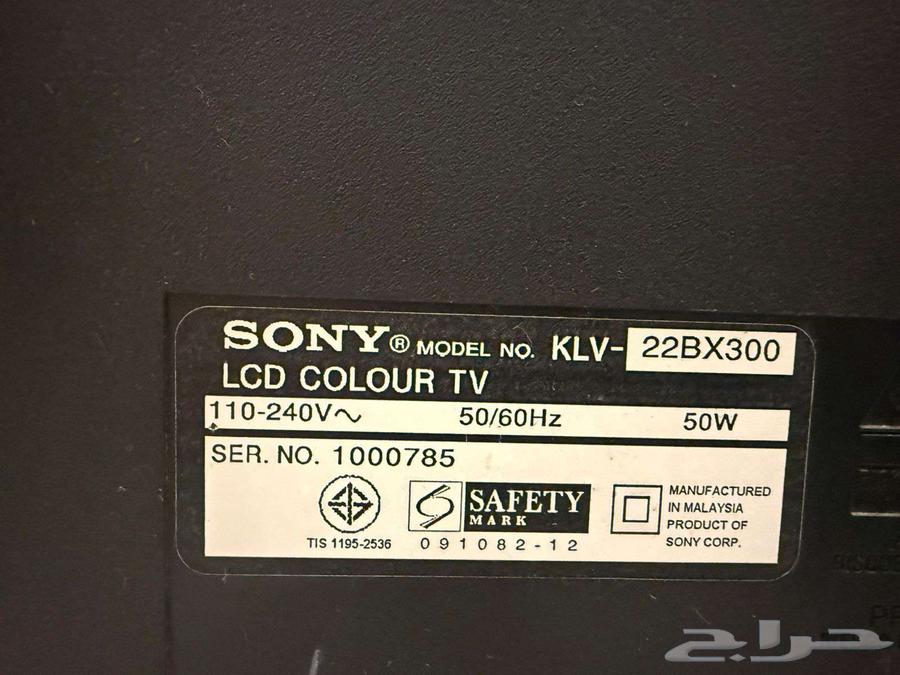 SONY® MODEL NO. KLV-22BX300
LCD COLOUR TV
110-240V~ 50/60Hz 50W
SER. NO. 1000785
SAFETY
MARK
TIS 1195-2536
091082-12
MANUFACTURED
IN MALAYSIA
PRODUCT OF
SONY CORP.
حراج